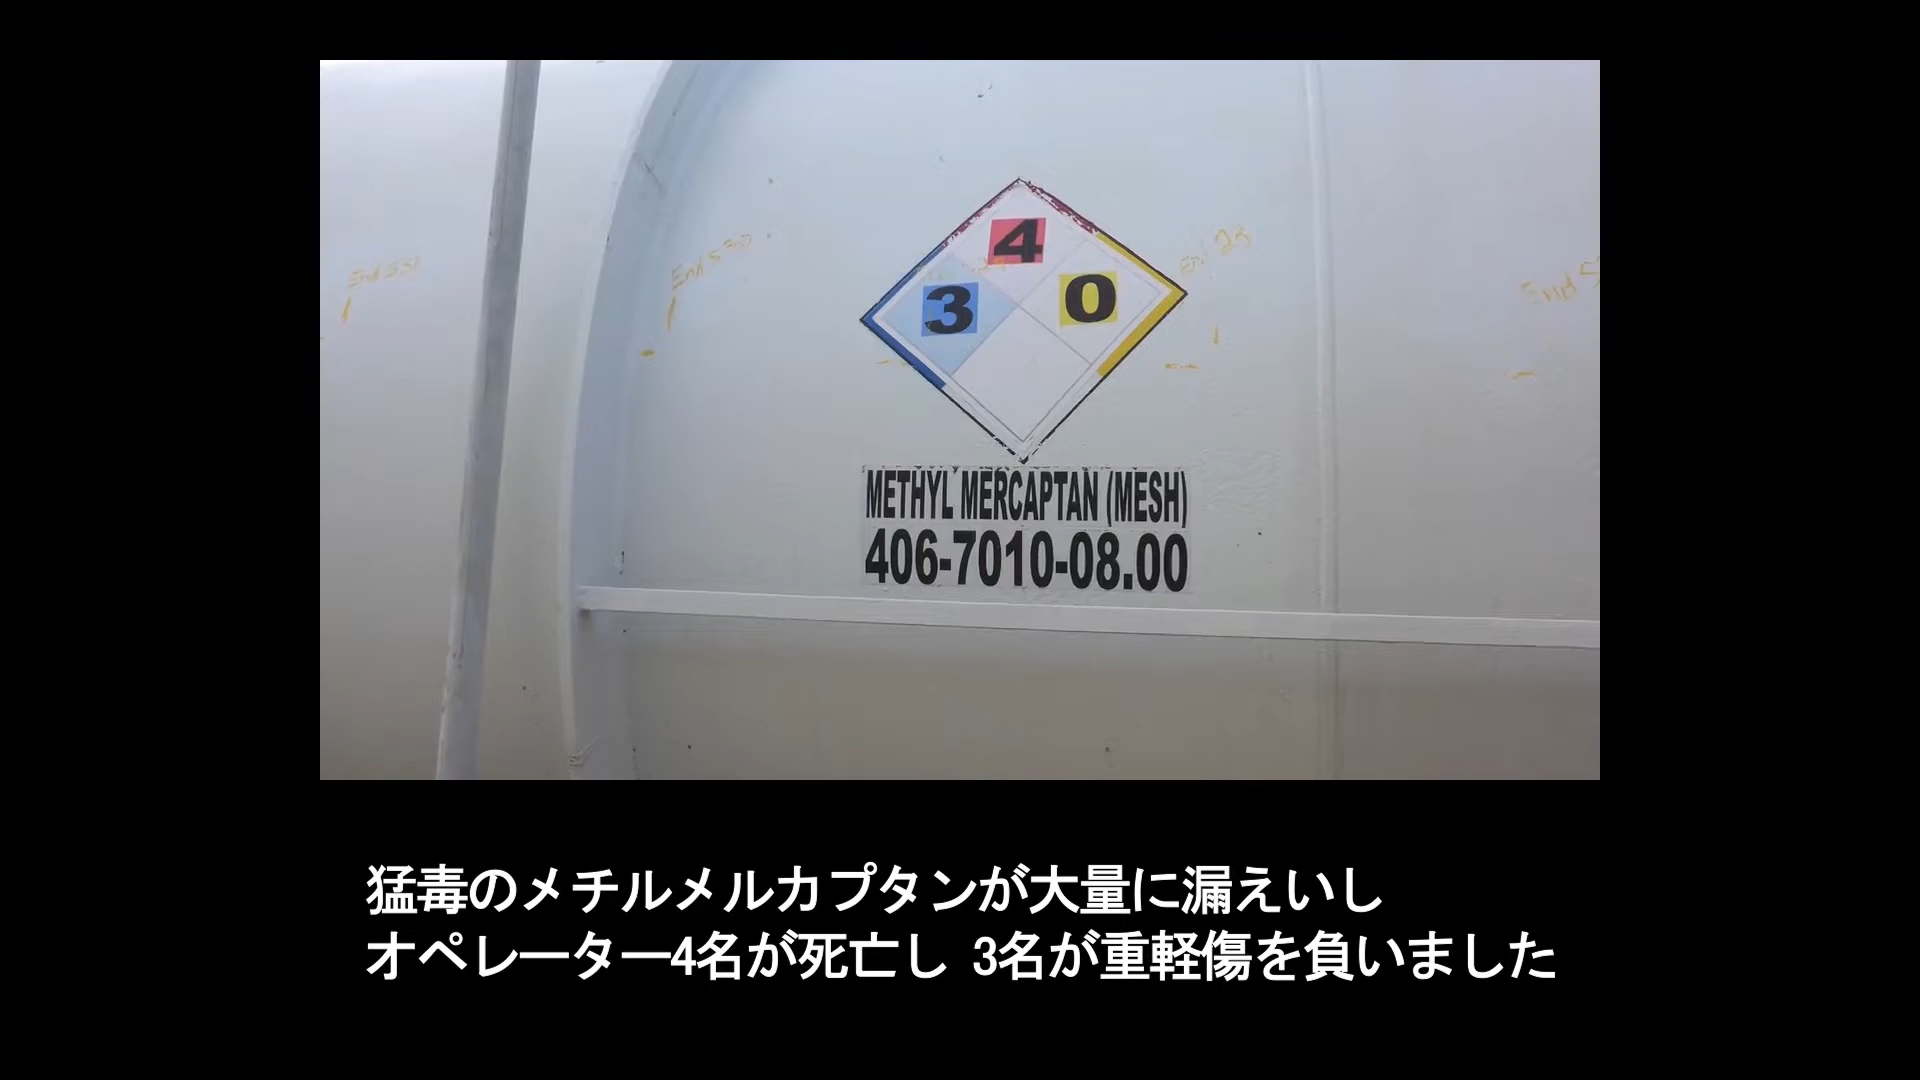 4
3
0
METHYL MERCAPTAN (MESH)
406-7010-08.00
猛毒のメチルメルカプタンが大量に漏えいし
オペレーター4名が死亡し 3名が重軽傷を負いました